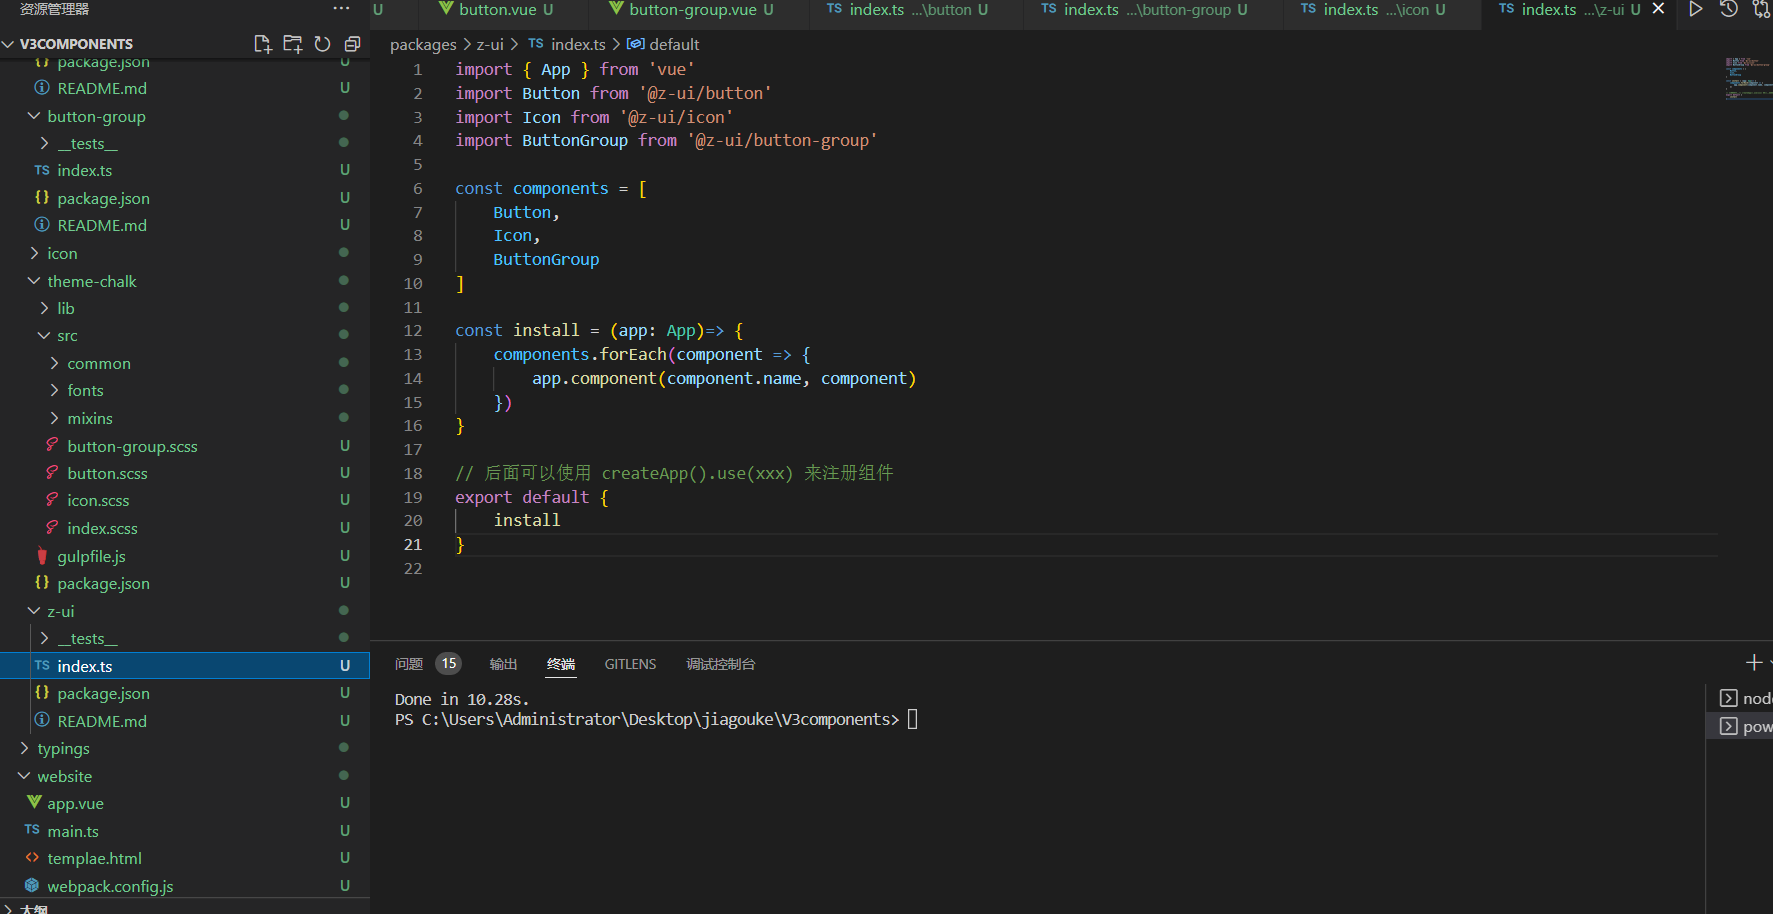 资源管理器
V3COMPONENTS
package.json U
README.md U
button-group
__tests__
index.ts U
package.json U
README.md U
icon
theme-chalk
lib
src
common
fonts
mixins
button-group.scss U
button.scss U
icon.scss U
index.scss U
gulpfile.js U
package.json U
z-ui
__tests__
index.ts U
package.json U
README.md U
typings
website
app.vue U
main.ts U
templae.html U
webpack.config.js U
大纲
U button.vue U button-group.vue U TS index.ts ...\button U TS index.ts ...\button-group U TS index.ts ...\icon U TS index.ts ...\z-ui U
packages > z-ui > TS index.ts > default
1 import { App } from 'vue'
2 import Button from '@z-ui/button'
3 import Icon from '@z-ui/icon'
4 import ButtonGroup from '@z-ui/button-group'
5
6 const components = [
7 Button,
8 Icon,
9 ButtonGroup
10 ]
11
12 const install = (app: App)=> {
13 components.forEach(component => {
14 app.component(component.name, component)
15 })
16 }
17
18 // 后面可以使用 createApp().use(xxx) 来注册组件
19 export default {
20 install
21 }
22
问题 15 输出 终端 GITLENS 调试控制台
Done in 10.28s.
PS C:\Users\Administrator\Desktop\jiagouke\V3components>
node
pow